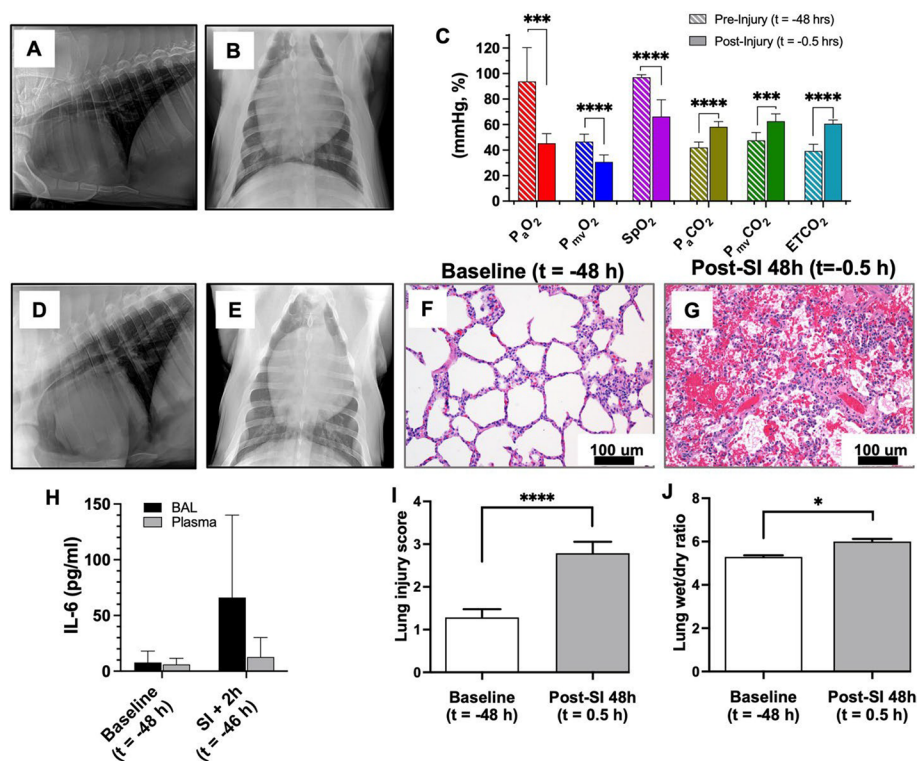 A
B
C
Pre-Injury (t = -48 hrs)
Post-Injury (t = -0.5 hrs)
(mmHg, %)
120
100
80
60
40
20
0
***
****
****
****
***
****
PaO2
PmvO2
SpO2
PaCO2
PmvCO2
ETCO2
D
E
Baseline (t = -48 h)
F
100 um
Post-SI 48h (t=-0.5 h)
G
100 um
H
BAL
Plasma
IL-6 (pg/ml)
150
100
50
0
Baseline
(t = -48 h)
SI + 2h
(t = -46 h)
I
****
Lung injury score
4
3
2
1
0
Baseline
(t = -48 h)
Post-SI 48h
(t = 0.5 h)
J
*
Lung wet/dry ratio
8
6
4
2
0
Baseline
(t = -48 h)
Post-SI 48h
(t = 0.5 h)